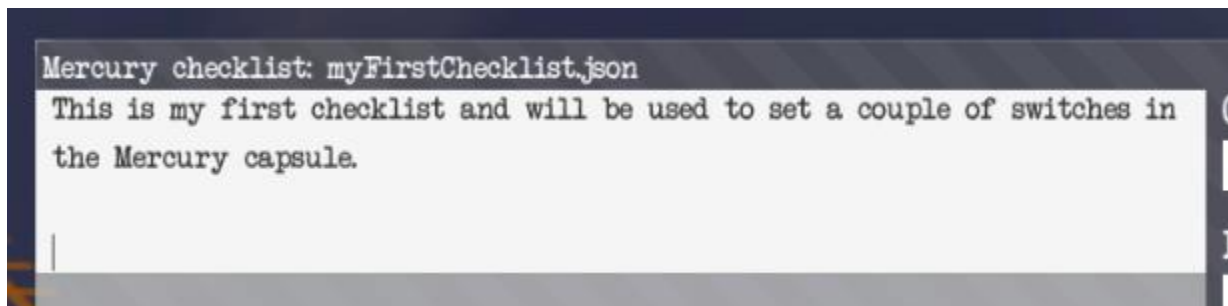 Mercury checklist: myFirstChecklist.json
This is my first checklist and will be used to set a couple of switches in
the Mercury capsule.